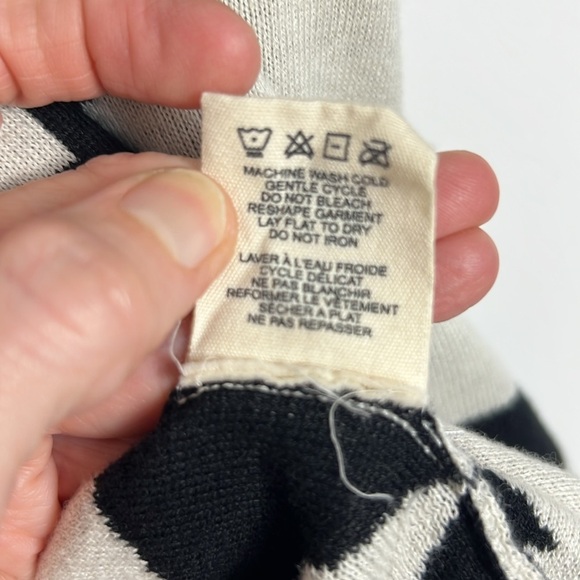 MACHINE WASH COLD
GENTLE CYCLE
DO NOT BLEACH
RESHAPE GARMENT
LAY FLAT TO DRY
DO NOT IRON
LAVER À L'EAU FROIDE
CYCLE DÉLICAT
NE PAS BLANCHIR
REFORMER LE VÊTEMENT
SÉCHER A PLAT
NE PAS REPASSER